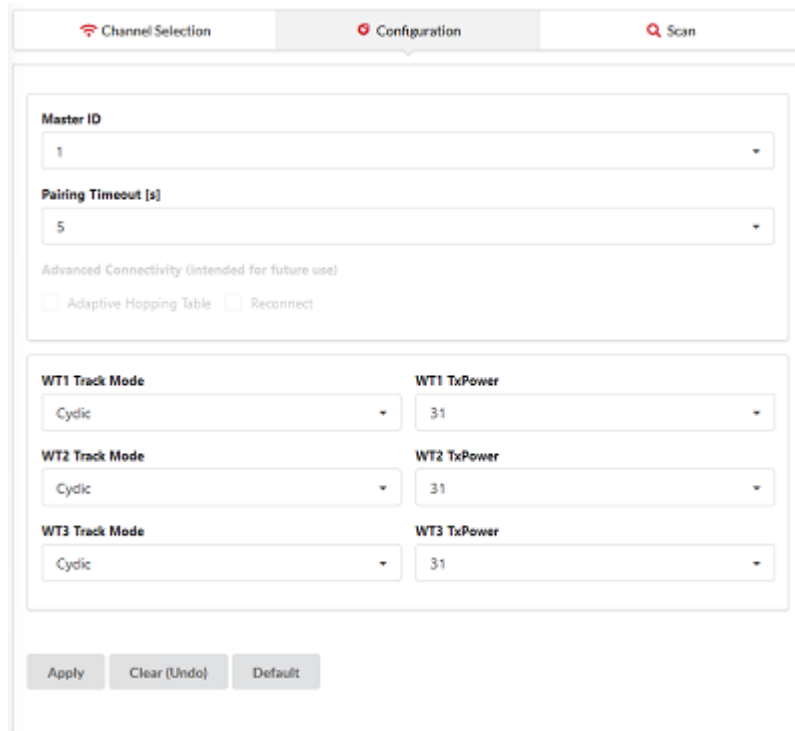 Channel Selection Configuration Scan
Master ID
1
Pairing Timeout [s]
5
Advanced Connectivity (intended for future use)
Adaptive Hopping Table Reconnect
WT1 Track Mode WT1 TxPower
Cyclic 31
WT2 Track Mode WT2 TxPower
Cyclic 31
WT3 Track Mode WT3 TxPower
Cyclic 31
Apply Clear (Undo) Default